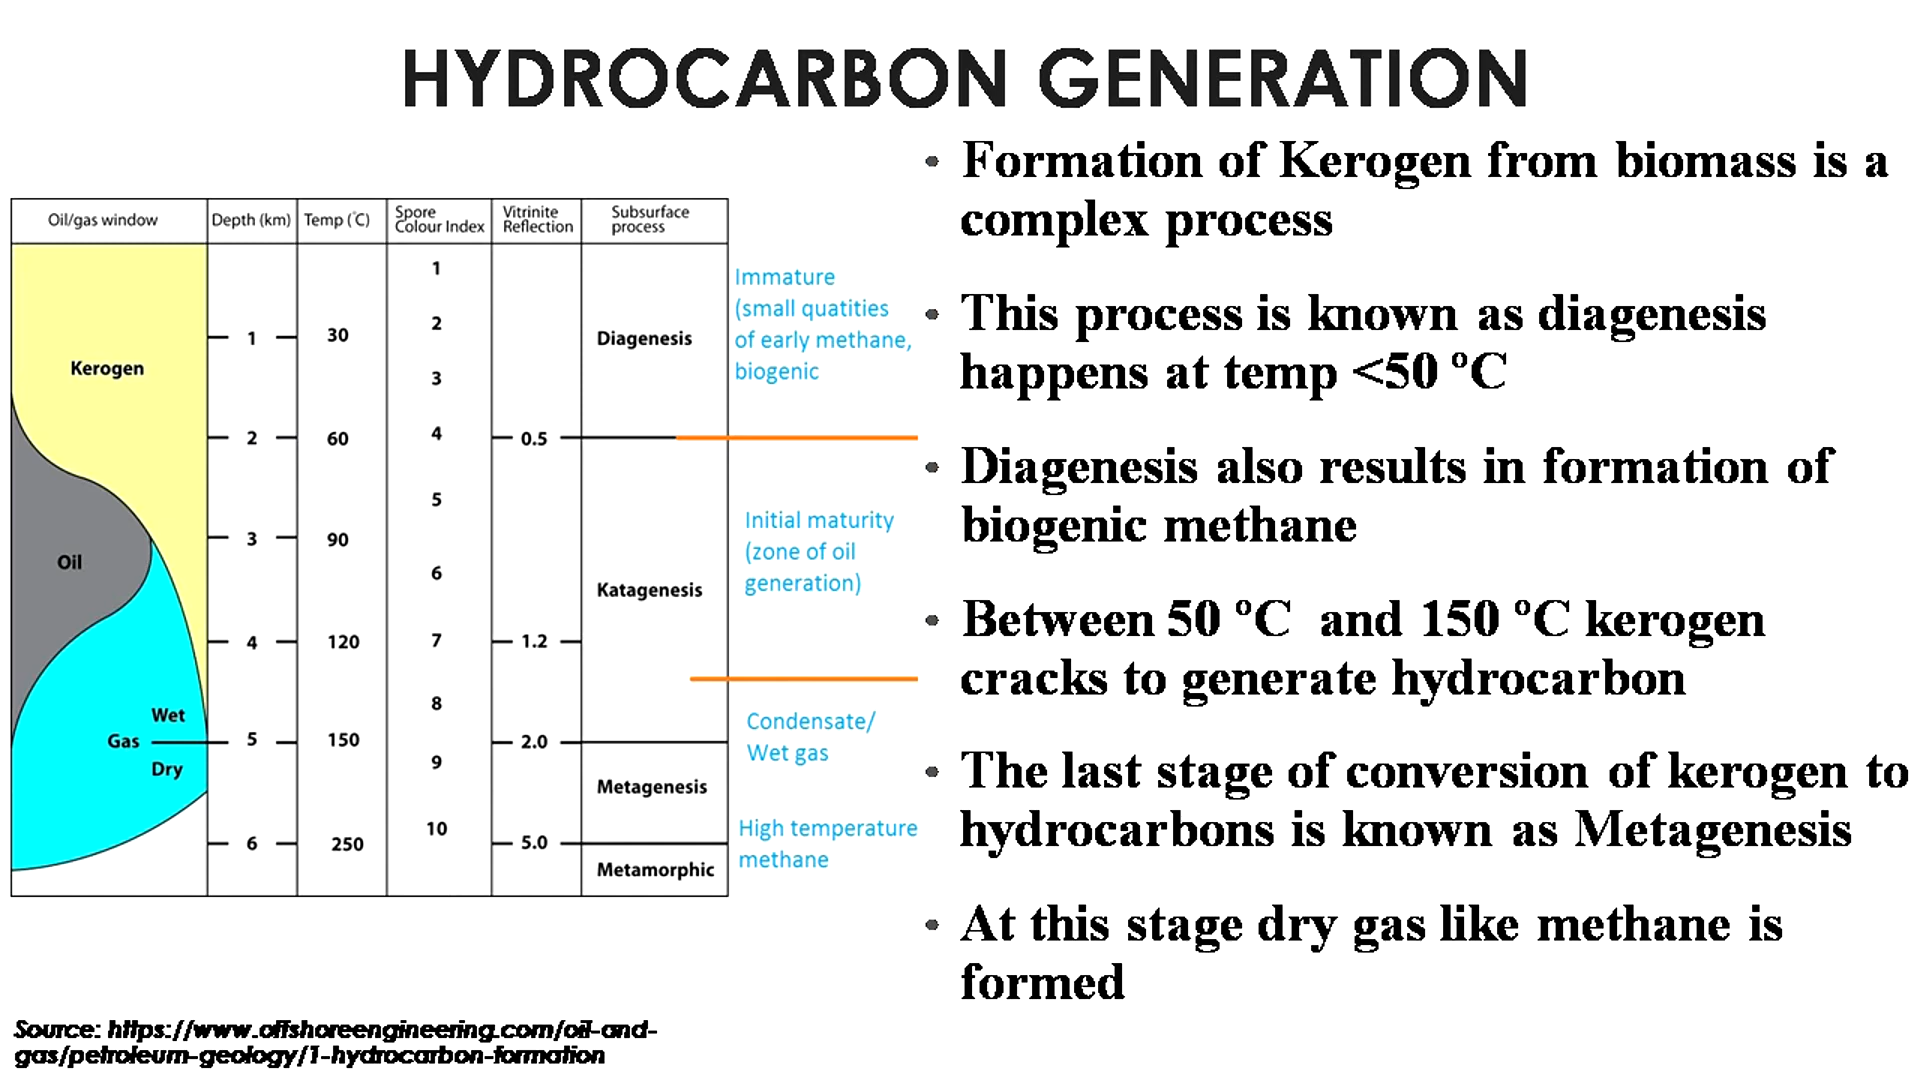 HYDROCARBON GENERATION
Oil/gas window
Depth (km)
Temp (°C)
Spore
Colour Index
Vitrinite
Reflection
Subsurface
process
Kerogen
Oil
Wet
Gas
Dry
1
2
3
4
5
6
30
60
90
120
150
250
1
2
3
4
5
6
7
8
9
10
0.5
1.2
2.0
5.0
Diagenesis
Katagenesis
Metagenesis
Metamorphic
Immature
(small quatities
of early methane,
biogenic
Initial maturity
(zone of oil
generation)
Condensate/
Wet gas
High temperature
methane
• Formation of Kerogen from biomass is a
complex process
• This process is known as diagenesis
happens at temp <50 ºC
• Diagenesis also results in formation of
biogenic methane
• Between 50 ºC and 150 ºC kerogen
cracks to generate hydrocarbon
• The last stage of conversion of kerogen to
hydrocarbons is known as Metagenesis
• At this stage dry gas like methane is
formed
Source: https://www.offshoreengineering.com/oil-and-
gas/petroleum-geology/1-hydrocarbon-formation